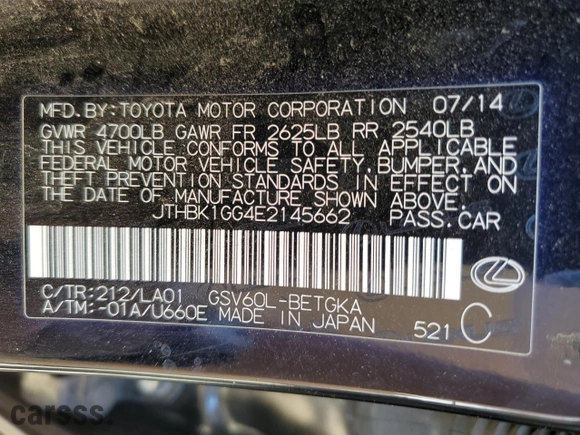 MFD.BY:TOYOTA MOTOR CORPORATION 07/14
GVWR 4700LB GAWR FR 2625LB RR 2540LB
THIS VEHICLE CONFORMS TO ALL APPLICABLE
FEDERAL MOTOR VEHICLE SAFETY,BUMPER,AND
THEFT PREVENTION STANDARDS IN EFFECT ON
THE DATE OF MANUFACTURE SHOWN ABOVE.
JTHBK1GG4E2145662 PASS.CAR
C/TR:212/LA01 GSV60L-BETGKA
A/TM:-01A/U660E MADE IN JAPAN 521 C
carsss.